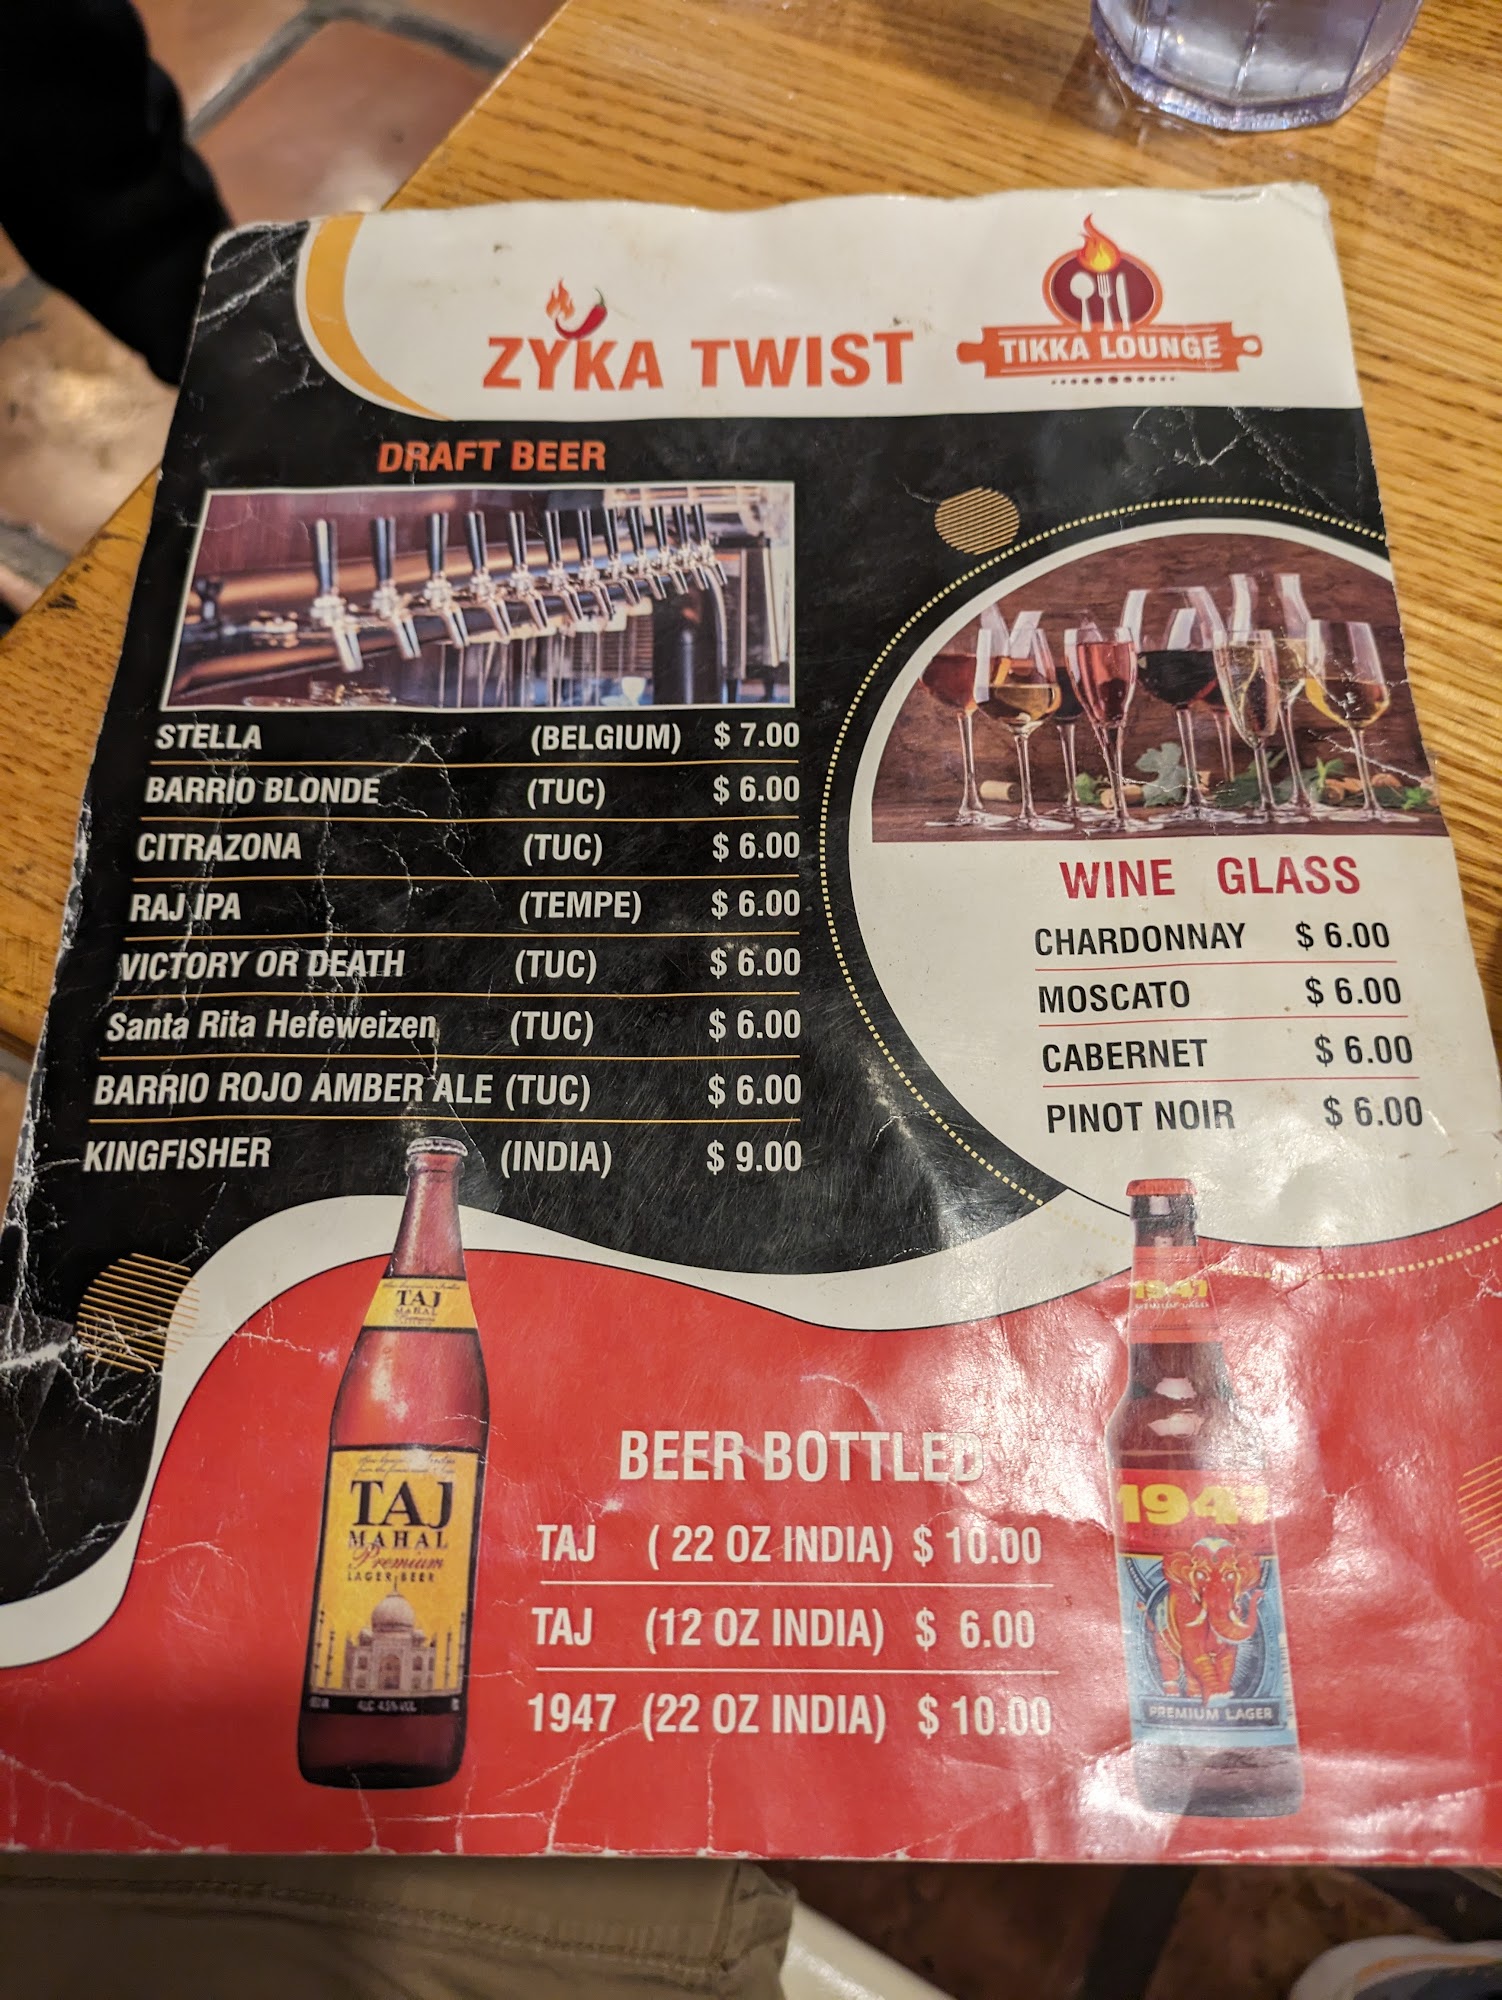 ZYKA TWIST
TIKKA LOUNGE
DRAFT BEER
STELLA (BELGIUM) $ 7.00
BARRIO BLONDE (TUC) $ 6.00
CITRAZONA (TUC) $ 6.00
RAJ IPA (TEMPE) $ 6.00
VICTORY OR DEATH (TUC) $ 6.00
Santa Rita Hefeweizen (TUC) $ 6.00
BARRIO ROJO AMBER ALE (TUC) $ 6.00
KINGFISHER (INDIA) $ 9.00
WINE GLASS
CHARDONNAY $ 6.00
MOSCATO $ 6.00
CABERNET $ 6.00
PINOT NOIR $ 6.00
BEER BOTTLED
TAJ ( 22 OZ INDIA) $ 10.00
TAJ (12 OZ INDIA) $ 6.00
1947 (22 OZ INDIA) $ 10.00
TAJ
MAHAL
TAJ
MAHAL
Premium
LAGER BEER
1947
PREMIUM LAGER
1947
PREMIUM LAGER